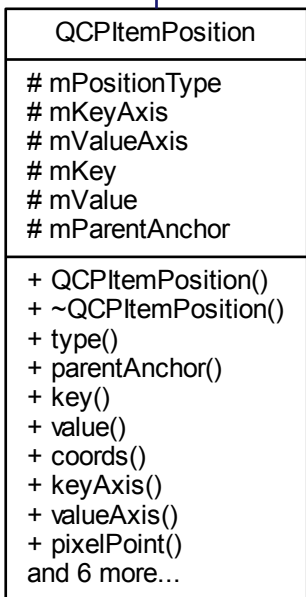 QCPItemPosition
# mPositionType
# mKeyAxis
# mValueAxis
# mKey
# mValue
# mParentAnchor
+ QCPItemPosition()
+ ~QCPItemPosition()
+ type()
+ parentAnchor()
+ key()
+ value()
+ coords()
+ keyAxis()
+ valueAxis()
+ pixelPoint()
and 6 more...